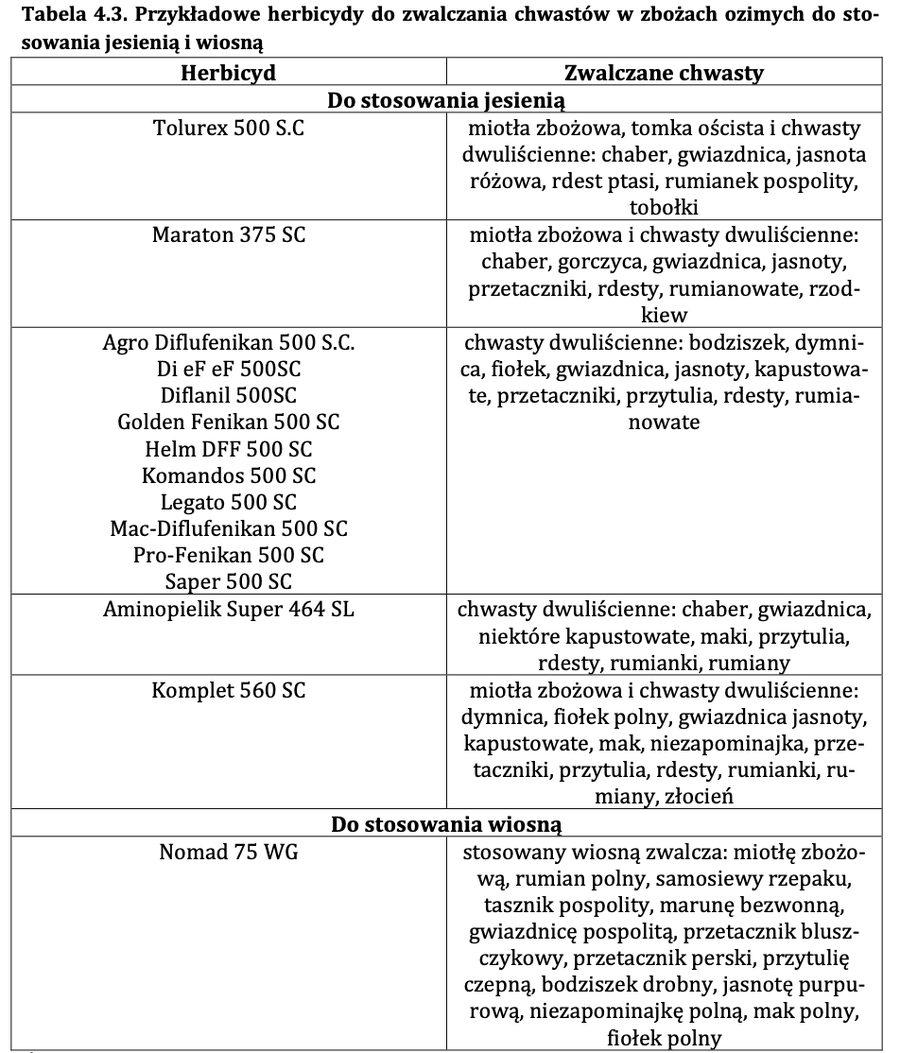 Tabela 4.3. Przykładowe herbicydy do zwalczania chwastów w zbożach ozimych do sto-
sowania jesienią i wiosną
Herbicyd
Zwalczane chwasty
Do stosowania jesienią
Tolurex 500 S.C
miotła zbożowa, tomka oścista i chwasty
dwuliścienne: chaber, gwiazdnica, jasnota
różowa, rdest ptasi, rumianek pospolity,
tobołki
Maraton 375 SC
miotła zbożowa i chwasty dwuliścienne:
chaber, gorczyca, gwiazdnica, jasnoty,
przetaczniki, rdesty, rumianowate, rzod-
kiew
Agro Diflufenikan 500 S.C.
Di eF eF 500SC
Diflanil 500SC
Golden Fenikan 500 SC
Helm DFF 500 SC
Komandos 500 SC
Legato 500 SC
Mac-Diflufenikan 500 SC
Pro-Fenikan 500 SC
Saper 500 SC
chwasty dwuliścienne: bodziszek, dymni-
ca, fiołek, gwiazdnica, jasnoty, kapustowa-
te, przetaczniki, przytulia, rdesty, rumia-
nowate
Aminopielik Super 464 SL
chwasty dwuliścienne: chaber, gwiazdnica,
niektóre kapustowate, maki, przytulia,
rdesty, rumianki, rumiany
Komplet 560 SC
miotła zbożowa i chwasty dwuliścienne:
dymnica, fiołek polny, gwiazdnica jasnoty,
kapustowate, mak, niezapominajka, prze-
taczniki, przytulia, rdesty, rumianki, ru-
miany, złocień
Do stosowania wiosną
Nomad 75 WG
stosowany wiosną zwalcza: miotłę zbożo-
wą, rumian polny, samosiewy rzepaku,
tasznik pospolity, marunę bezwonną,
gwiazdnicę pospolitą, przetacznik blusz-
czykowy, przetacznik perski, przytulię
czepną, bodziszek drobny, jasnotę purpu-
rową, niezapominajkę polną, mak polny,
fiołek polny